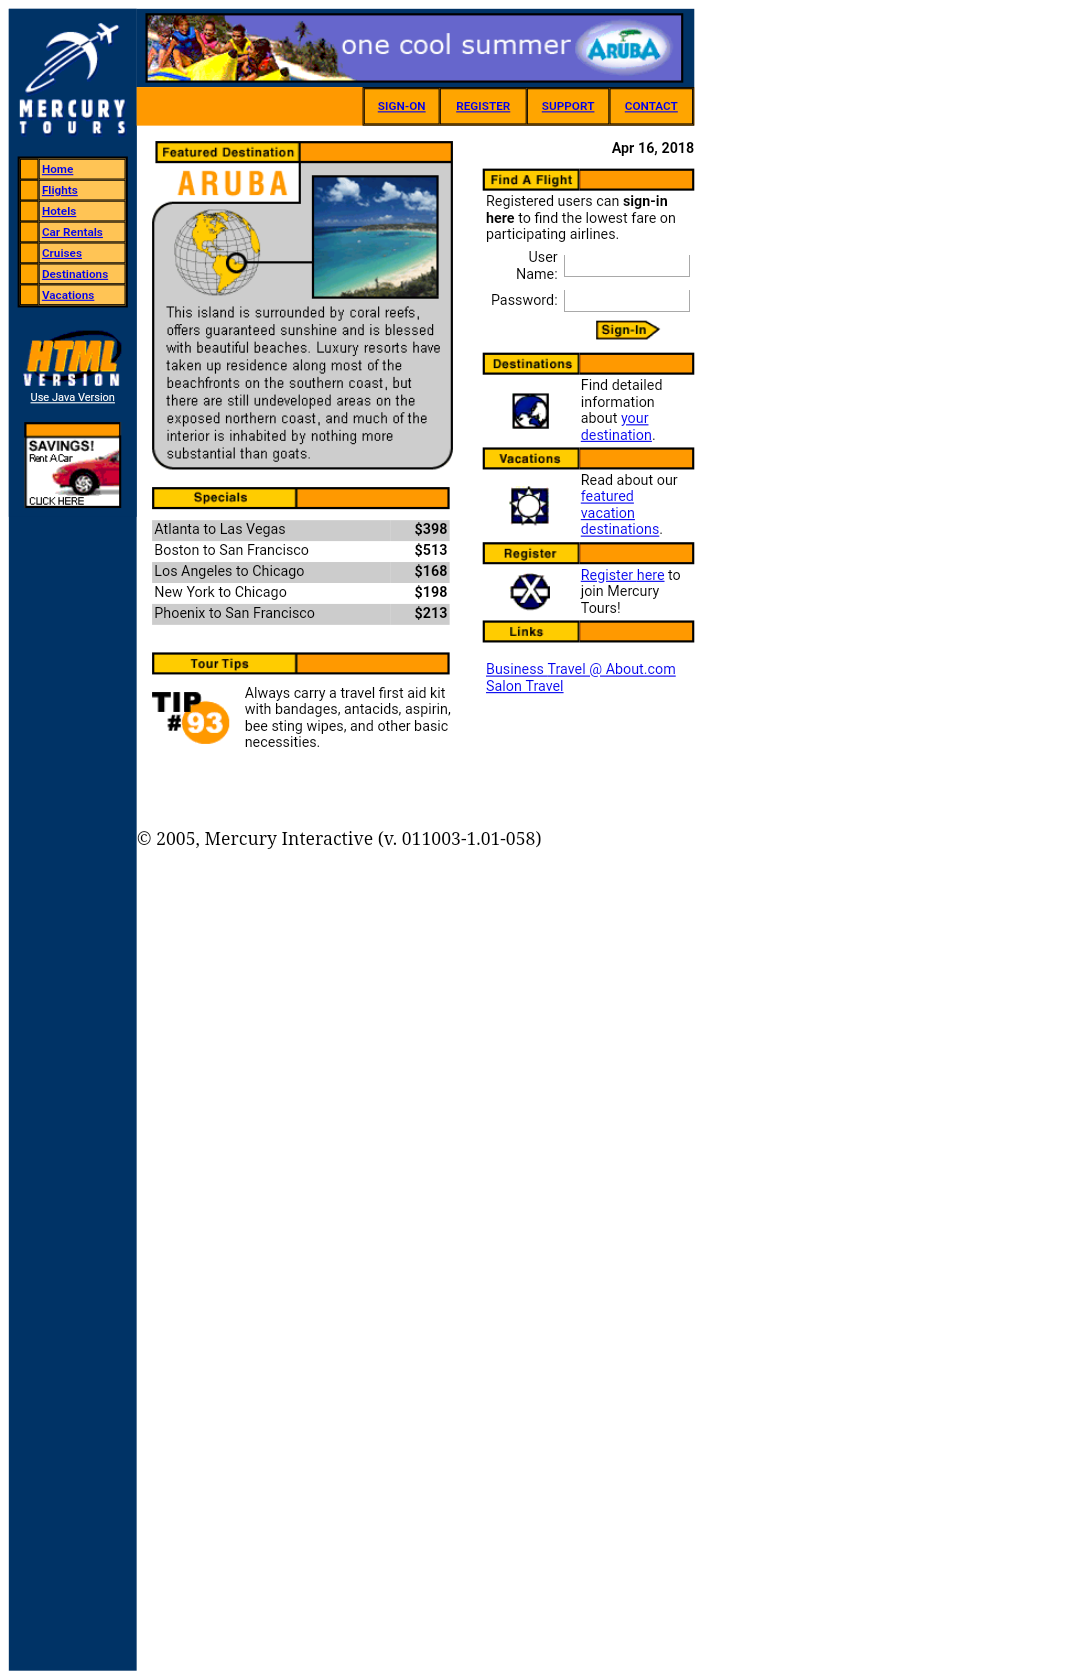 MERCURY
TOURS
one cool summer
ARUBA
SIGN-ON
REGISTER
SUPPORT
CONTACT
Home
Flights
Hotels
Car Rentals
Cruises
Destinations
Vacations
HTML
VERSION
Use Java Version
SAVINGS!
Rent A Car
CLICK HERE
Featured Destination
ARUBA
This island is surrounded by coral reefs,
offers guaranteed sunshine and is blessed
with beautiful beaches. Luxury resorts have
taken up residence along most of the
beachfronts on the southern coast, but
there are still undeveloped areas on the
exposed northern coast, and much of the
interior is inhabited by nothing more
substantial than goats.
Specials
Atlanta to Las Vegas $398
Boston to San Francisco $513
Los Angeles to Chicago $168
New York to Chicago $198
Phoenix to San Francisco $213
Tour Tips
TIP
#93
Always carry a travel first aid kit
with bandages, antacids, aspirin,
bee sting wipes, and other basic
necessities.
Apr 16, 2018
Find A Flight
Registered users can sign-in
here to find the lowest fare on
participating airlines.
User
Name:
Password:
Sign-In
Destinations
Find detailed
information
about your
destination.
Vacations
Read about our
featured
vacation
destinations.
Register
Register here to
join Mercury
Tours!
Links
Business Travel @ About.com
Salon Travel
© 2005, Mercury Interactive (v. 011003-1.01-058)